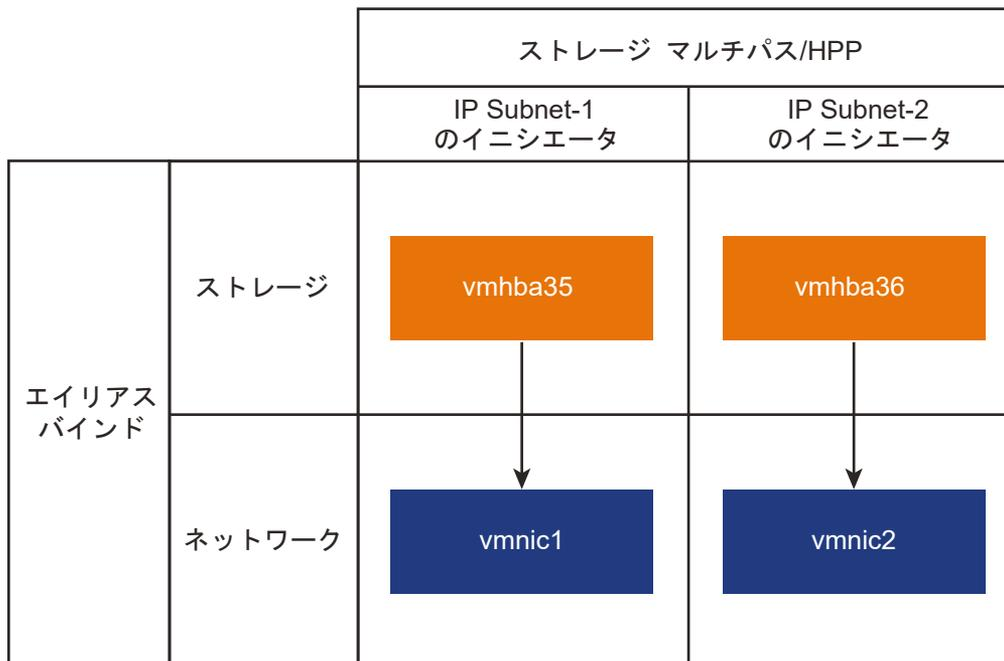 ストレージ マルチパス/HPP
IP Subnet-1
のイニシエータ
IP Subnet-2
のイニシエータ
エイリアス
バインド
ストレージ
vmhba35
vmhba36
ネットワーク
vmnic1
vmnic2